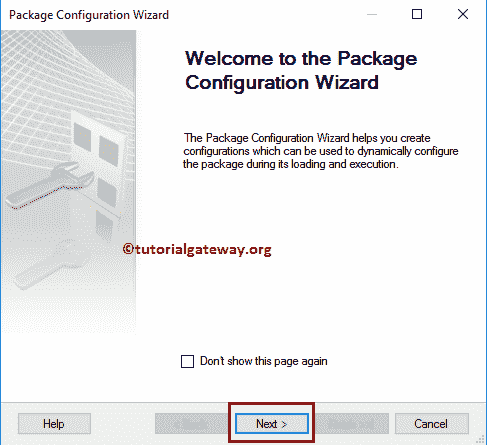 Package Configuration Wizard
Welcome to the Package
Configuration Wizard
The Package Configuration Wizard helps you create
configurations which can be used to dynamically configure
the package during its loading and execution.
©tutorialgateway.org
Don't show this page again
Help
< Back
Next >
Cancel